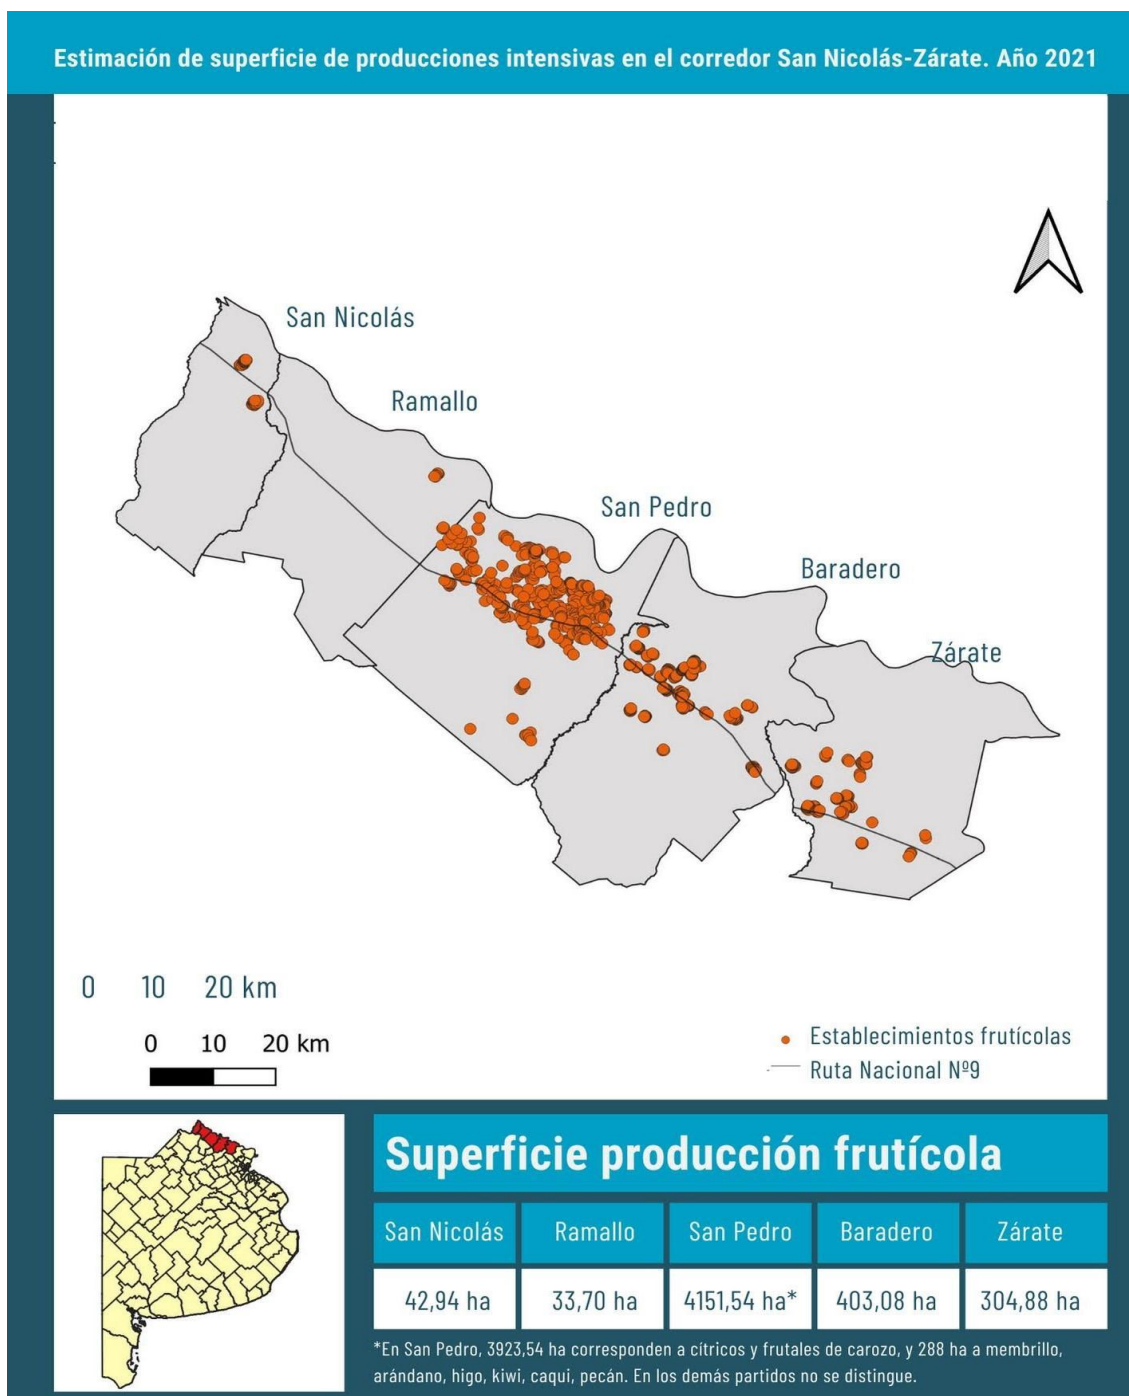 Estimación de superficie de producciones intensivas en el corredor San Nicolás-Zárate. Año 2021
San Nicolás
Ramallo
San Pedro
Baradero
Zárate
0 10 20 km
0 10 20 km
Establecimientos frutícolas
Ruta Nacional Nº9
Superficie producción frutícola
San Nicolás Ramallo San Pedro Baradero Zárate
42,94 ha 33,70 ha 4151,54 ha* 403,08 ha 304,88 ha
*En San Pedro, 3923,54 ha corresponden a cítricos y frutales de carozo, y 288 ha a membrillo,
arándano, higo, kiwi, caqui, pecán. En los demás partidos no se distingue.